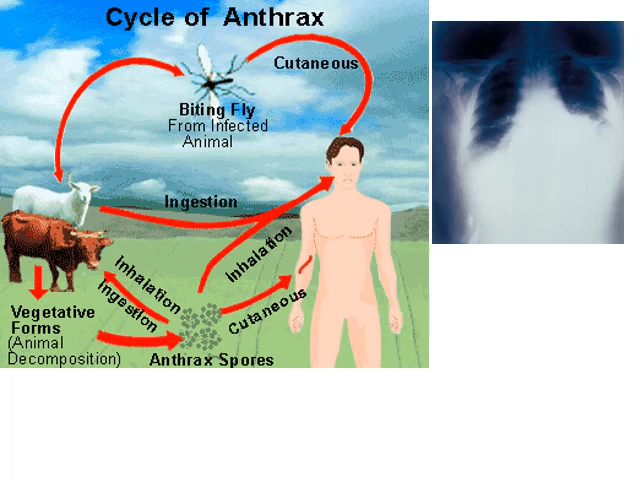 Cycle of Anthrax
Cutaneous
Biting Fly
From Infected
Animal
Ingestion
Inhalation
Inhalation
Ingestion
Cutaneous
Vegetative
Forms
(Animal
Decomposition)
Anthrax Spores